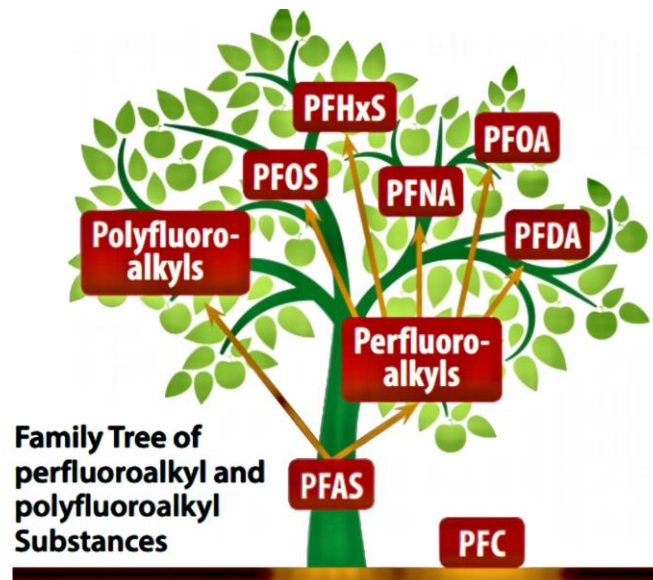 PFHxS
PFOA
PFOS
PFNA
Polyfluoro-
alkyls
PFDA
Perfluoro-
alkyls
Family Tree of
perfluoroalkyl and
polyfluoroalkyl
Substances
PFAS
PFC